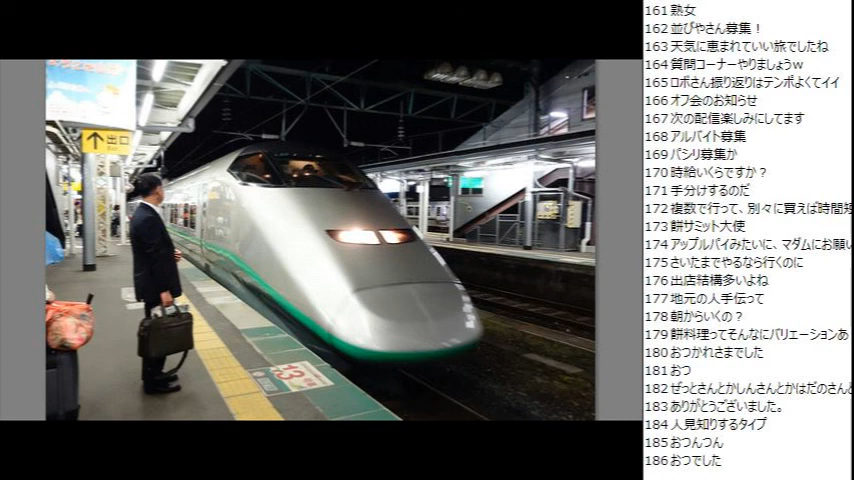 ↑出口
13
161 熟女
162 並びやさん募集！
163 天気に恵まれていい旅でしたね
164 質問コーナーやりましょうｗ
165 ロボさん振り返りはテンポよくてイイ
166 オフ会のお知らせ
167 次の配信楽しみにしてます
168 アルバイト募集
169 パシリ募集か
170 時給いくらですか？
171 手分けするのだ
172 複数で行って、別々に買えば時間短
173 餅サミット大使
174 アップルパイみたいに、マダムにお願い
175 さいたまでやるなら行くのに
176 出店結構多いよね
177 地元の人手伝って
178 朝からいくの？
179 餅料理ってそんなにバリエーションあ
180 おつかれさまでした
181 おつ
182 ぜっとさんとかしんさんとかはだのさんと
183 ありがとうございました。
184 人見知りするタイプ
185 おつんつん
186 おつでした